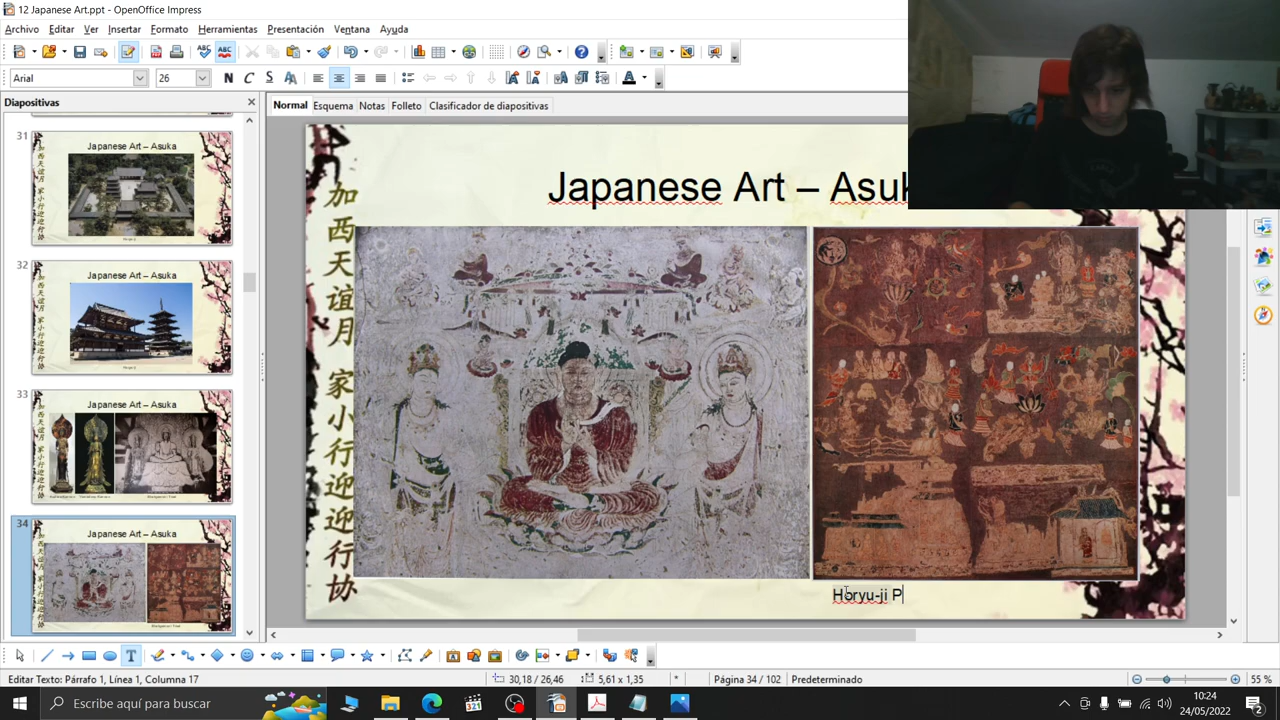 12 Japanese Art.ppt - OpenOffice Impress
Archivo Editar Ver Insertar Formato Herramientas Presentación Ventana Ayuda
Arial 26 N C S A
Diapositivas
Normal Esquema Notas Folleto Clasificador de diapositivas
31
Japanese Art – Asuka
32
Japanese Art – Asuka
33
Japanese Art – Asuka
34
Japanese Art – Asuka
Japanese Art – Asuk
加
西
天
谊
月
家
小
行
迎
迎
行
协
Horyu-ji P
Editar Texto: Párrafo 1, Línea 1, Columna 17
30,18 / 26,46
5,61 x 1,35
*
Página 34 / 102
Predeterminado
55 %
Escribe aquí para buscar
10:24
24/05/2022